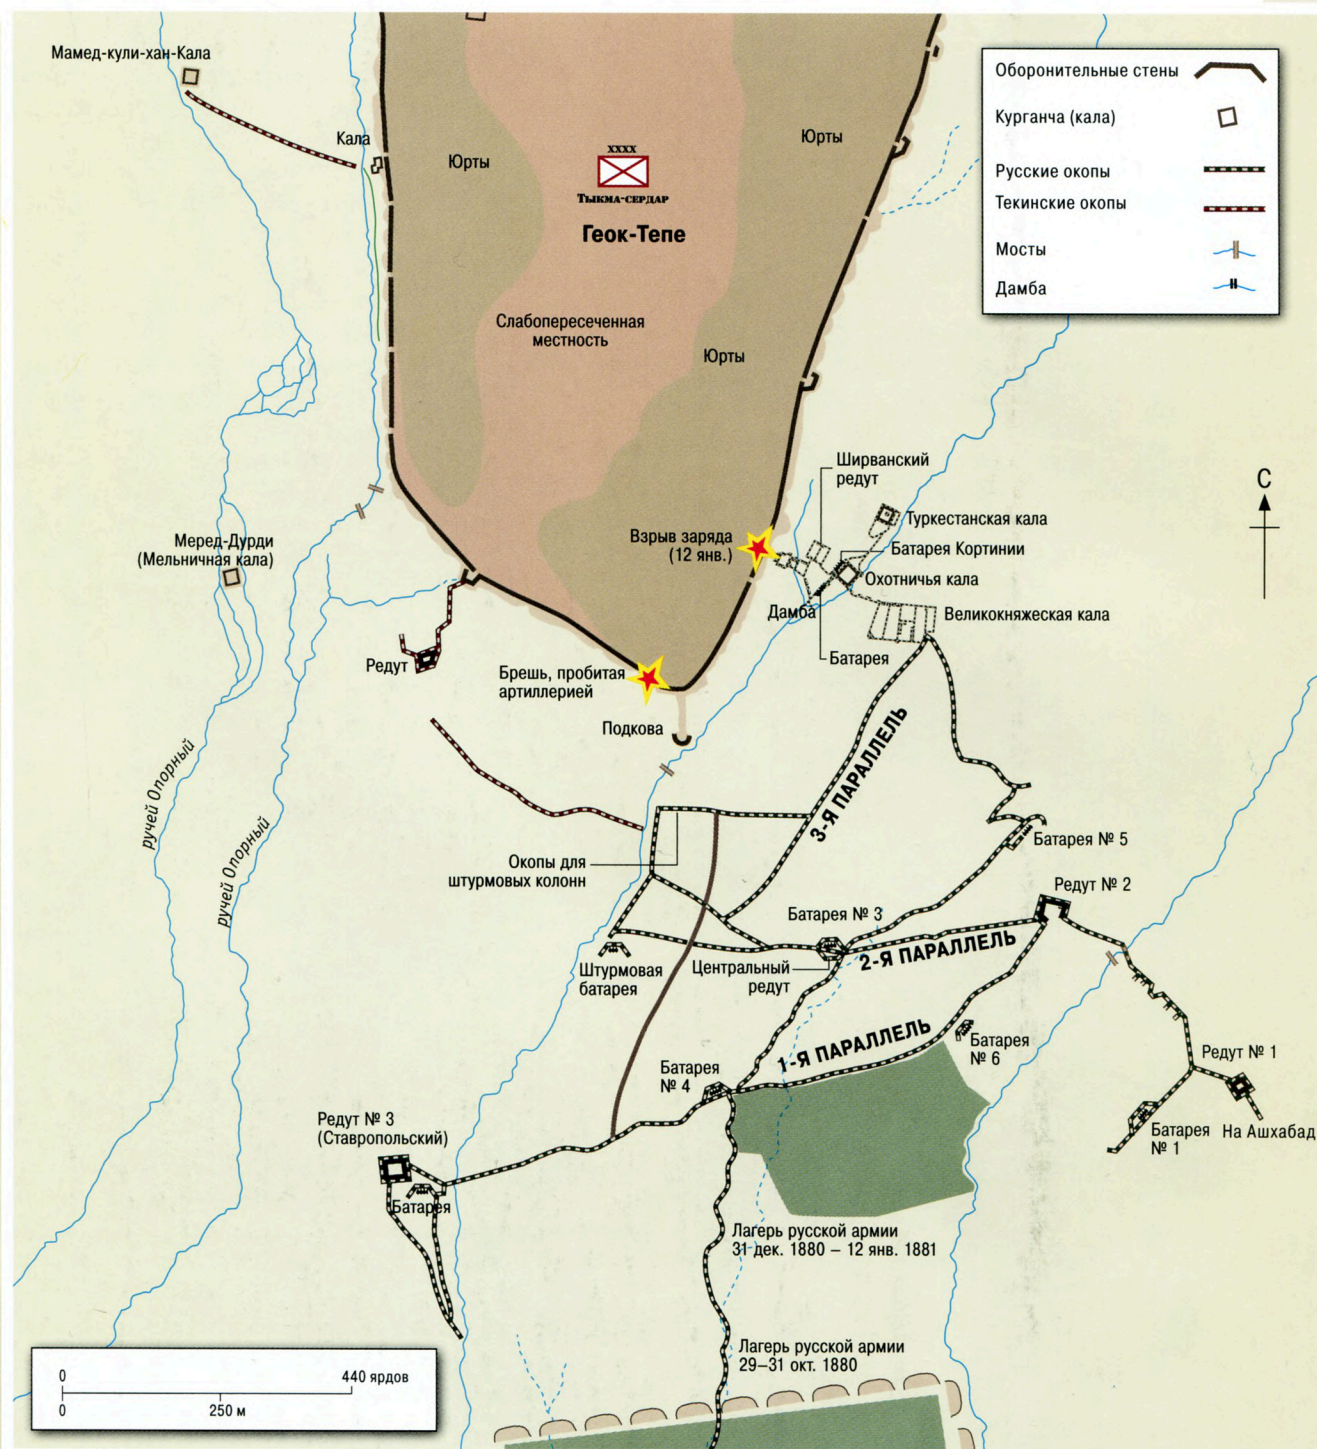 Мамед-кули-хан-Кала
Кала
Юрты
Юрты
XXXX
Тыкма-сердар
Геок-Тепе
Слабопересеченная
местность
Юрты
Оборонительные стены
Курганча (кала)
Русские окопы
Текинские окопы
Мосты
Дамба
С
Ширванский
редут
Туркестанская кала
Взрыв заряда
(12 янв.)
Батарея Кортинии
Охотничья кала
Дамба
Великокняжеская кала
Батарея
Меред-Дурди
(Мельничная кала)
Редут
Брешь, пробитая
артиллерией
Подкова
ручей Опорный
ручей Опорный
3-Я ПАРАЛЛЕЛЬ
Окопы для
штурмовых колонн
Батарея № 5
Редут № 2
Батарея № 3
2-Я ПАРАЛЛЕЛЬ
Штурмовая
батарея
Центральный
редут
1-Я ПАРАЛЛЕЛЬ
Батарея
№ 6
Батарея
№ 4
Редут № 1
Батарея
№ 1
На Ашхабад
Редут № 3
(Ставропольский)
Батарея
Лагерь русской армии
31 дек. 1880 – 12 янв. 1881
Лагерь русской армии
29–31 окт. 1880
0
440 ярдов
0
250 м